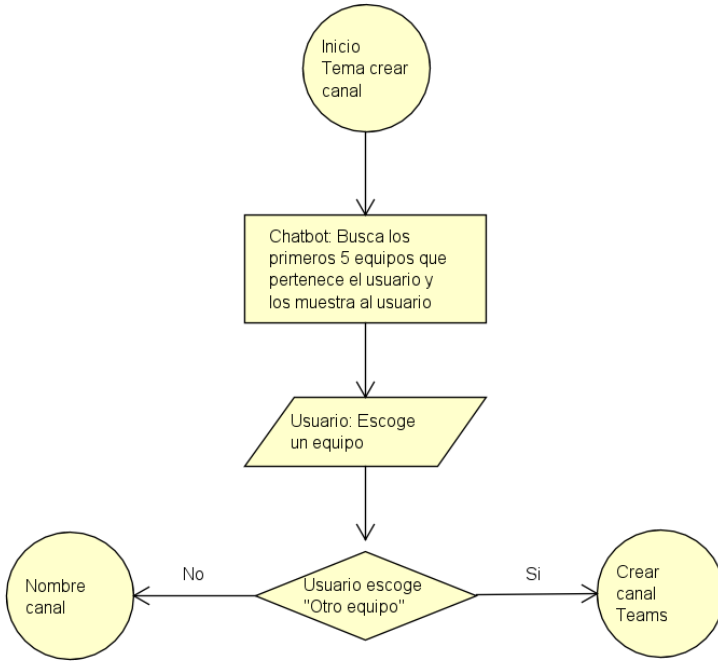 Inicio
Tema crear
canal
Chatbot: Busca los
primeros 5 equipos que
pertenece el usuario y
los muestra al usuario
Usuario: Escoge
un equipo
No
Usuario escoge
"Otro equipo"
Si
Nombre
canal
Crear
canal
Teams